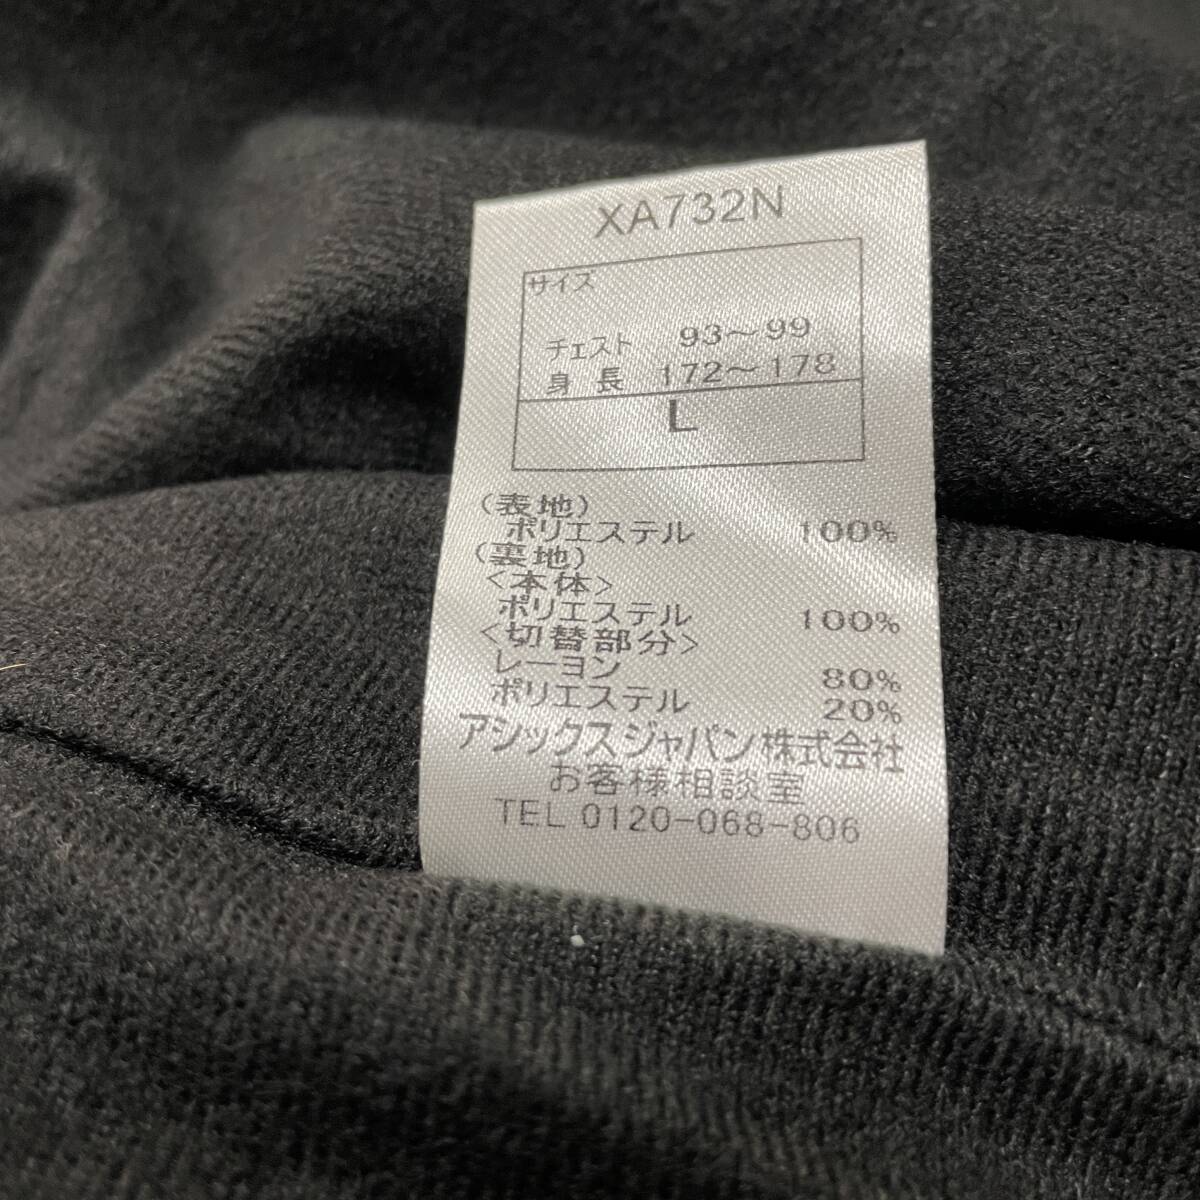 XA732N
サイズ
チェスト 93～99
身長 172～178
L
(表地)
ポリエステル 100%
(裏地)
<本体>
ポリエステル 100%
<切替部分>
レーヨン 80%
ポリエステル 20%
アシックスジャパン株式会社
お客様相談室
TEL 0120-068-806